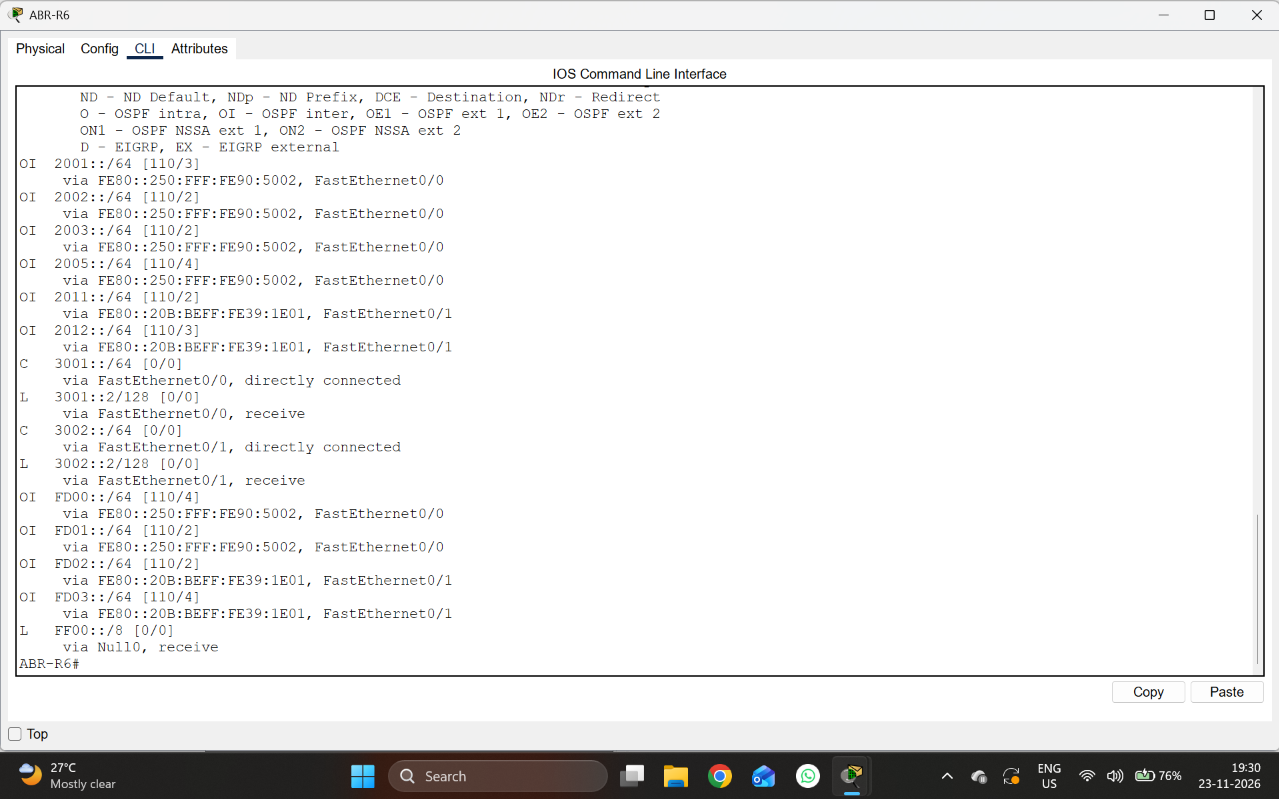 ABR-R6
Physical Config CLI Attributes
IOS Command Line Interface
ND - ND Default, NDp - ND Prefix, DCE - Destination, NDr - Redirect
O - OSPF intra, OI - OSPF inter, OE1 - OSPF ext 1, OE2 - OSPF ext 2
ON1 - OSPF NSSA ext 1, ON2 - OSPF NSSA ext 2
D - EIGRP, EX - EIGRP external
OI 2001::/64 [110/3]
via FE80::250:FFF:FE90:5002, FastEthernet0/0
OI 2002::/64 [110/2]
via FE80::250:FFF:FE90:5002, FastEthernet0/0
OI 2003::/64 [110/2]
via FE80::250:FFF:FE90:5002, FastEthernet0/0
OI 2005::/64 [110/4]
via FE80::250:FFF:FE90:5002, FastEthernet0/0
OI 2011::/64 [110/2]
via FE80::20B:BEFF:FE39:1E01, FastEthernet0/1
OI 2012::/64 [110/3]
via FE80::20B:BEFF:FE39:1E01, FastEthernet0/1
C 3001::/64 [0/0]
via FastEthernet0/0, directly connected
L 3001::2/128 [0/0]
via FastEthernet0/0, receive
C 3002::/64 [0/0]
via FastEthernet0/1, directly connected
L 3002::2/128 [0/0]
via FastEthernet0/1, receive
OI FD00::/64 [110/4]
via FE80::250:FFF:FE90:5002, FastEthernet0/0
OI FD01::/64 [110/2]
via FE80::250:FFF:FE90:5002, FastEthernet0/0
OI FD02::/64 [110/2]
via FE80::20B:BEFF:FE39:1E01, FastEthernet0/1
OI FD03::/64 [110/4]
via FE80::20B:BEFF:FE39:1E01, FastEthernet0/1
L FF00::/8 [0/0]
via Null0, receive
ABR-R6#
Copy Paste
Top
27°C
Mostly clear
Search
ENG
US
76%
19:30
23-11-2026